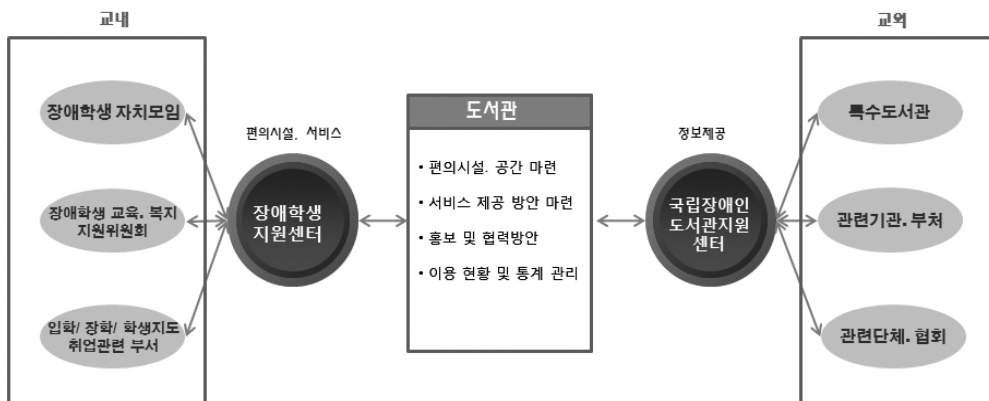 교내
장애학생 자치모임
장애학생 교육. 복지
지원위원회
입학/ 장학/ 학생지도
취업관련 부서
편의시설. 서비스
장애학생
지원센터
도서관
• 편의시설. 공간 마련
• 서비스 제공 방안 마련
• 홍보 및 협력방안
• 이용 현황 및 통계 관리
정보제공
국립장애인
도서관지원
센터
교외
특수도서관
관련기관. 부처
관련단체. 협회